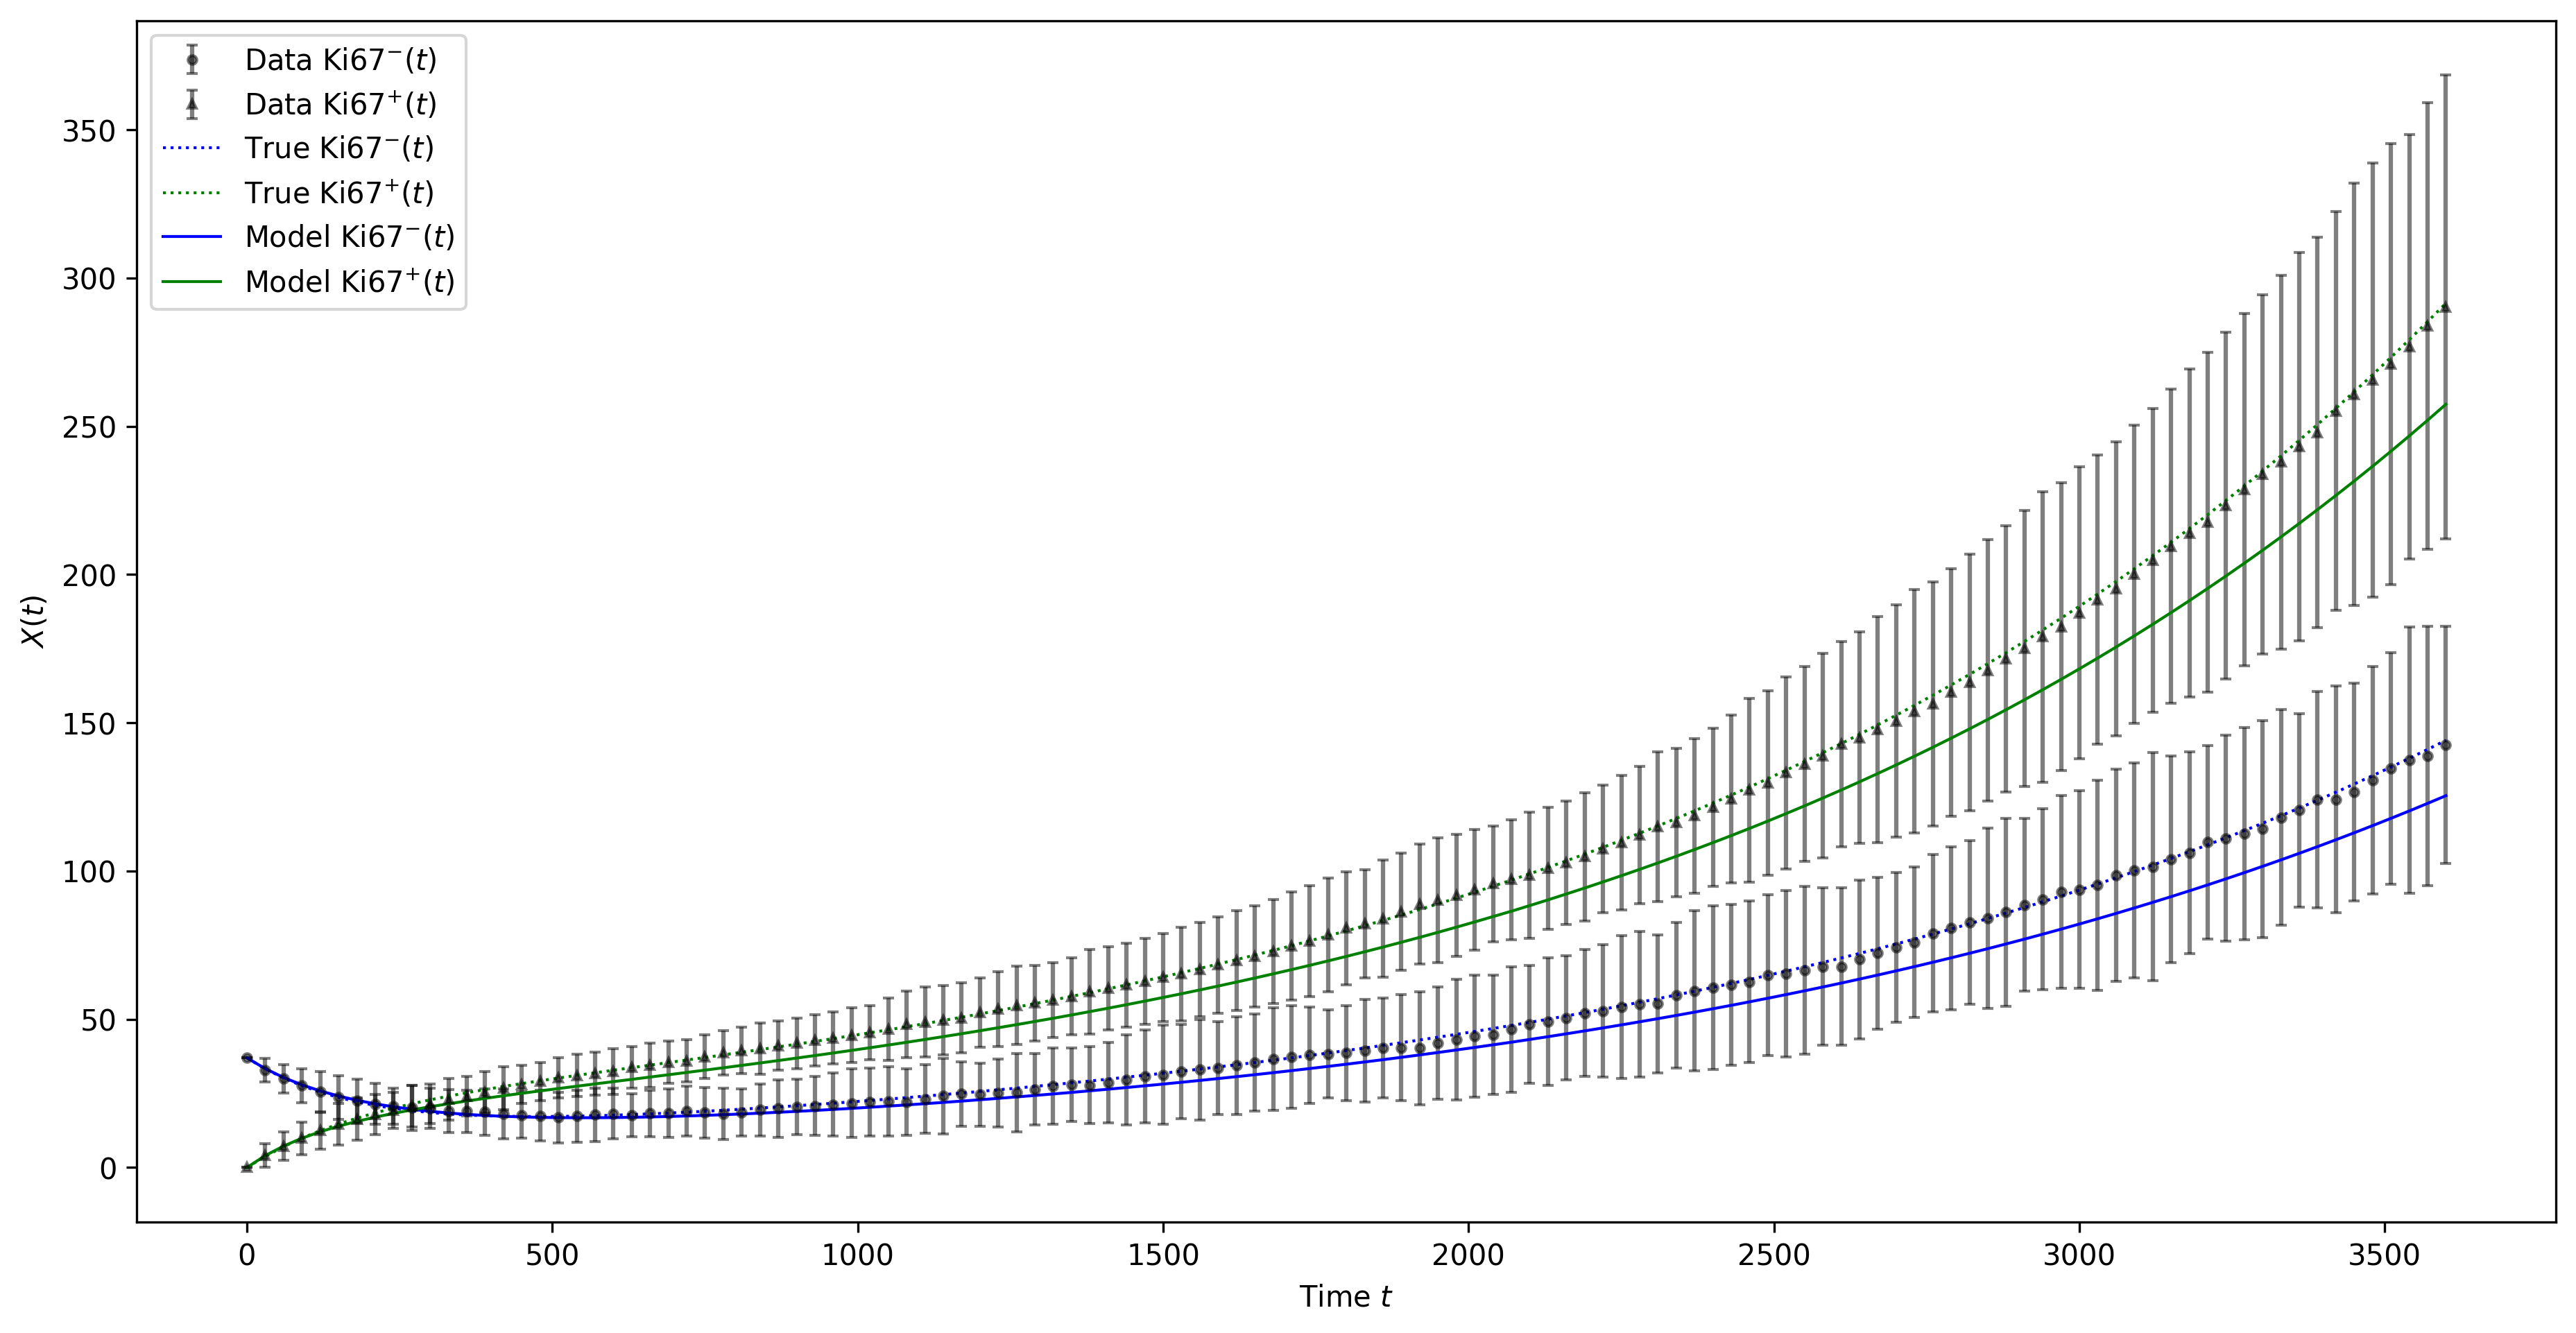 Data Ki67⁻(t)
Data Ki67⁺(t)
True Ki67⁻(t)
True Ki67⁺(t)
Model Ki67⁻(t)
Model Ki67⁺(t)
350
300
250
200
150
100
50
0
X(t)
0 500 1000 1500 2000 2500 3000 3500
Time t